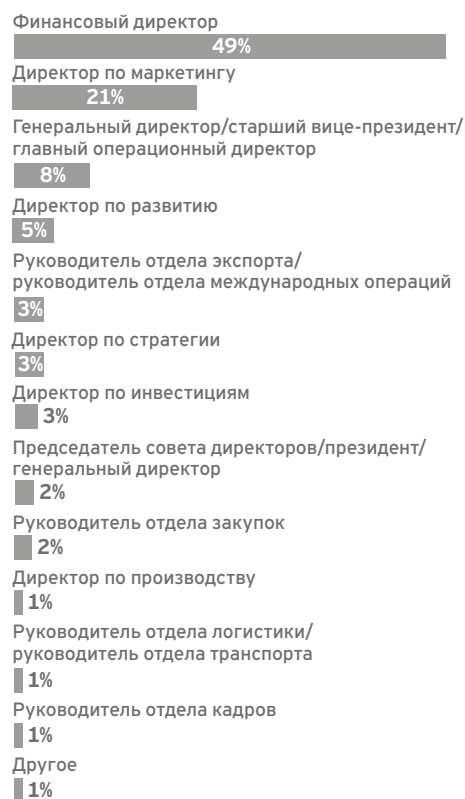 Финансовый директор
49%
Директор по маркетингу
21%
Генеральный директор/старший вице-президент/
главный операционный директор
8%
Директор по развитию
5%
Руководитель отдела экспорта/
руководитель отдела международных операций
3%
Директор по стратегии
3%
Директор по инвестициям
3%
Председатель совета директоров/президент/
генеральный директор
2%
Руководитель отдела закупок
2%
Директор по производству
1%
Руководитель отдела логистики/
руководитель отдела транспорта
1%
Руководитель отдела кадров
1%
Другое
1%